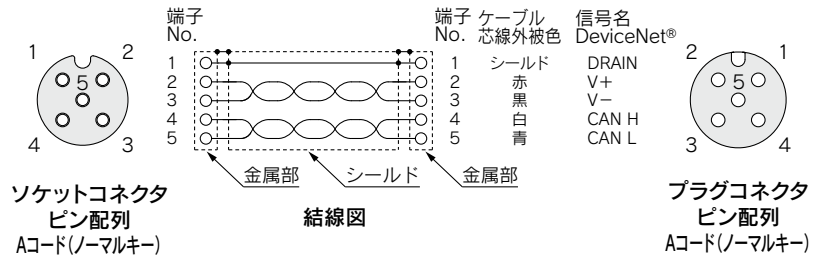 1 2
5
4 3
ソケットコネクタ
ピン配列
Aコード(ノーマルキー)
端子
No.
1
2
3
4
5
金属部 シールド 金属部
結線図
端子 ケーブル 信号名
No. 芯線外被色 DeviceNet®
1 シールド DRAIN
2 赤 V+
3 黒 V−
4 白 CAN H
5 青 CAN L
2 1
5
3 4
プラグコネクタ
ピン配列
Aコード(ノーマルキー)